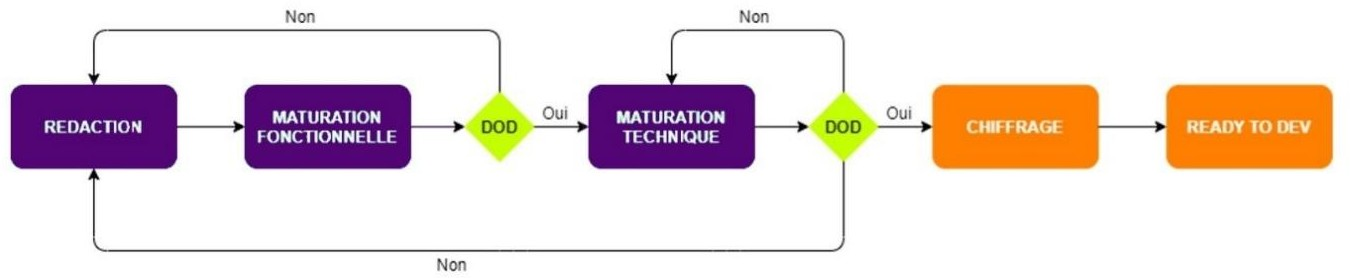 Non
Non
REDACTION
MATURATION
FONCTIONNELLE
DOD
Oui
MATURATION
TECHNIQUE
DOD
Oui
CHIFFRAGE
READY TO DEV
Non